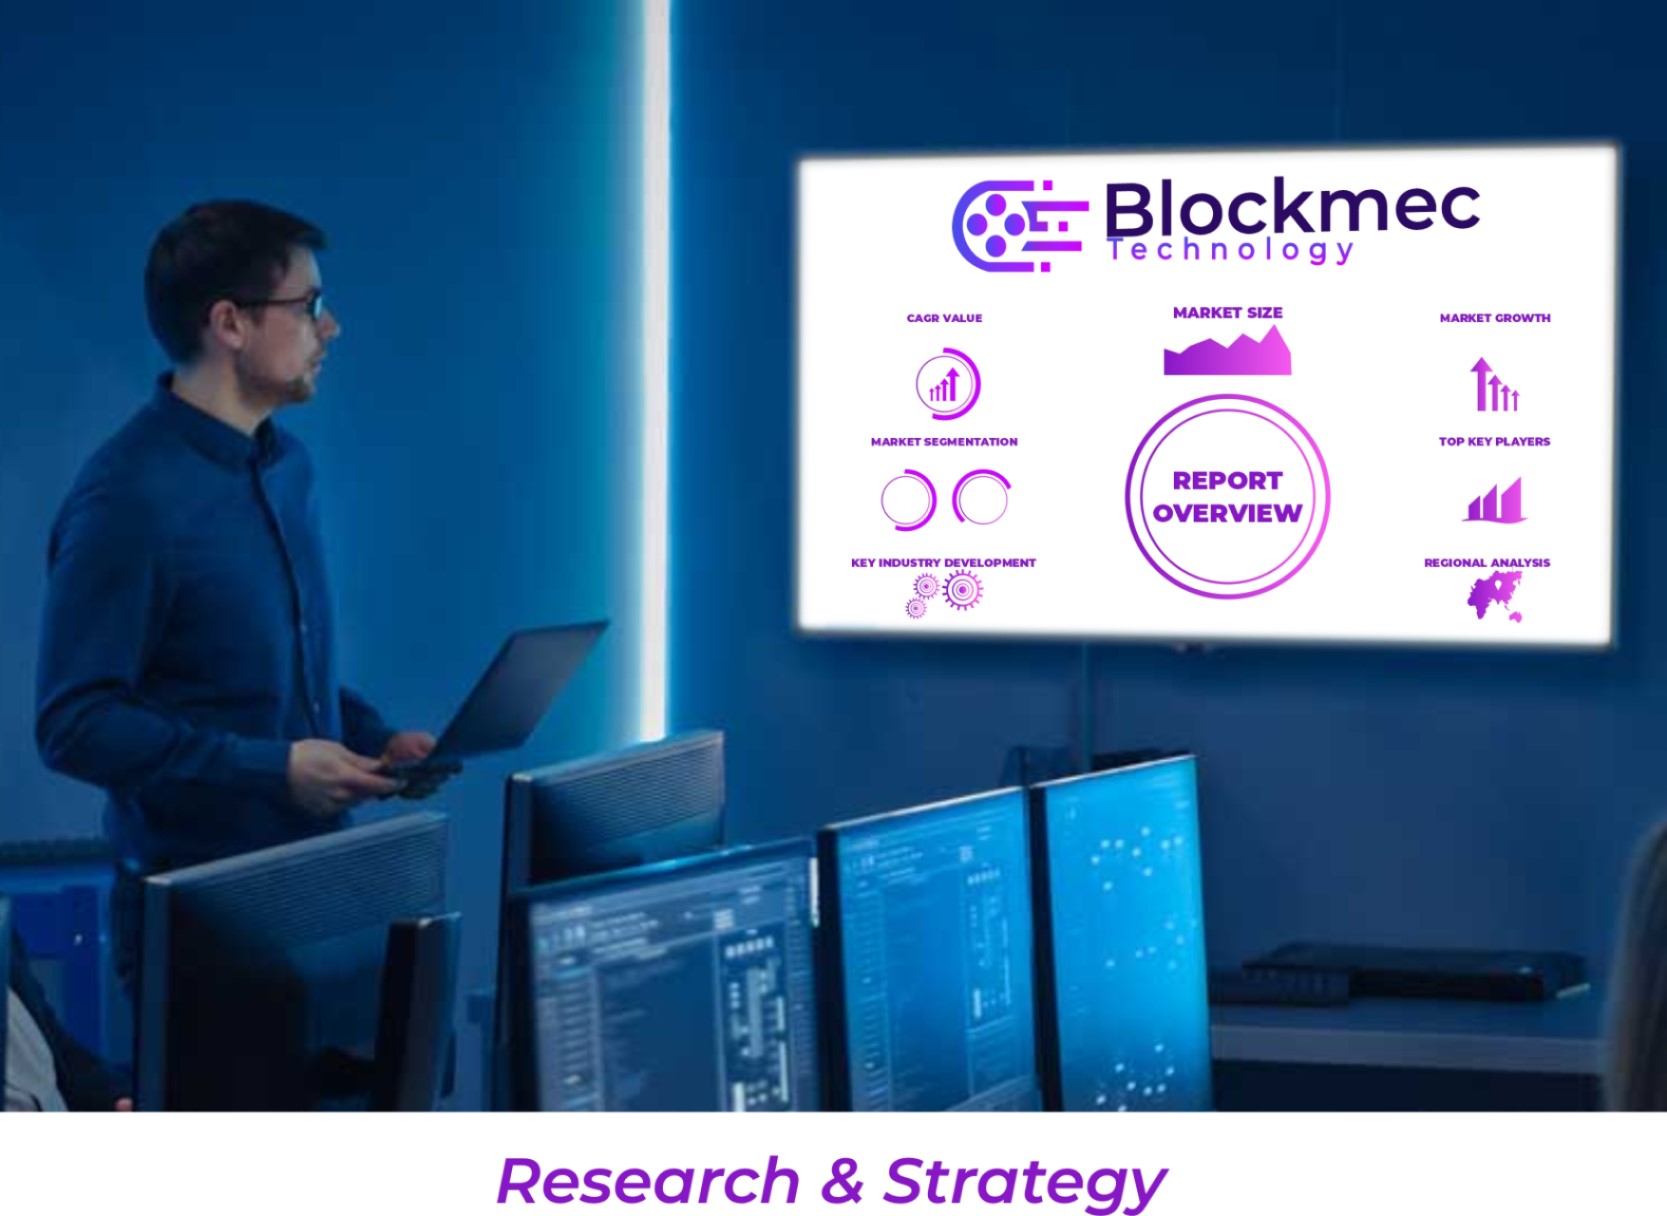 Blockmec
Technology
CAGR VALUE
MARKET SIZE
MARKET GROWTH
MARKET SEGMENTATION
TOP KEY PLAYERS
REPORT
OVERVIEW
KEY INDUSTRY DEVELOPMENT
REGIONAL ANALYSIS
Research & Strategy